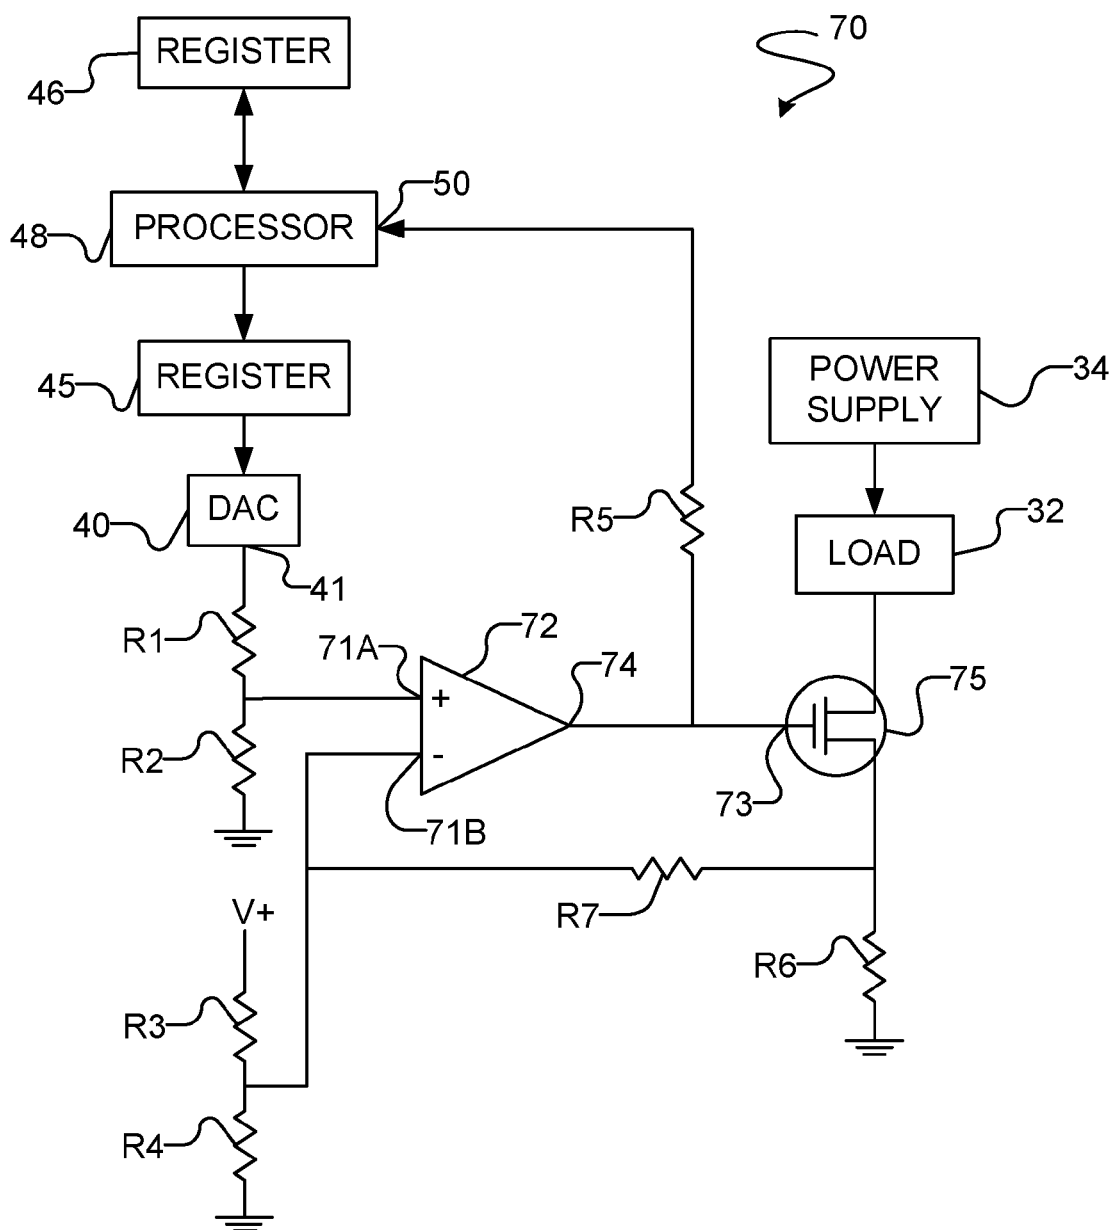 70
REGISTER
46
50
PROCESSOR
48
REGISTER
45
POWER
SUPPLY
34
DAC
40
41
R5
32
LOAD
R1
71A
72
74
75
+
R2
-
73
71B
R7
V+
R6
R3
R4